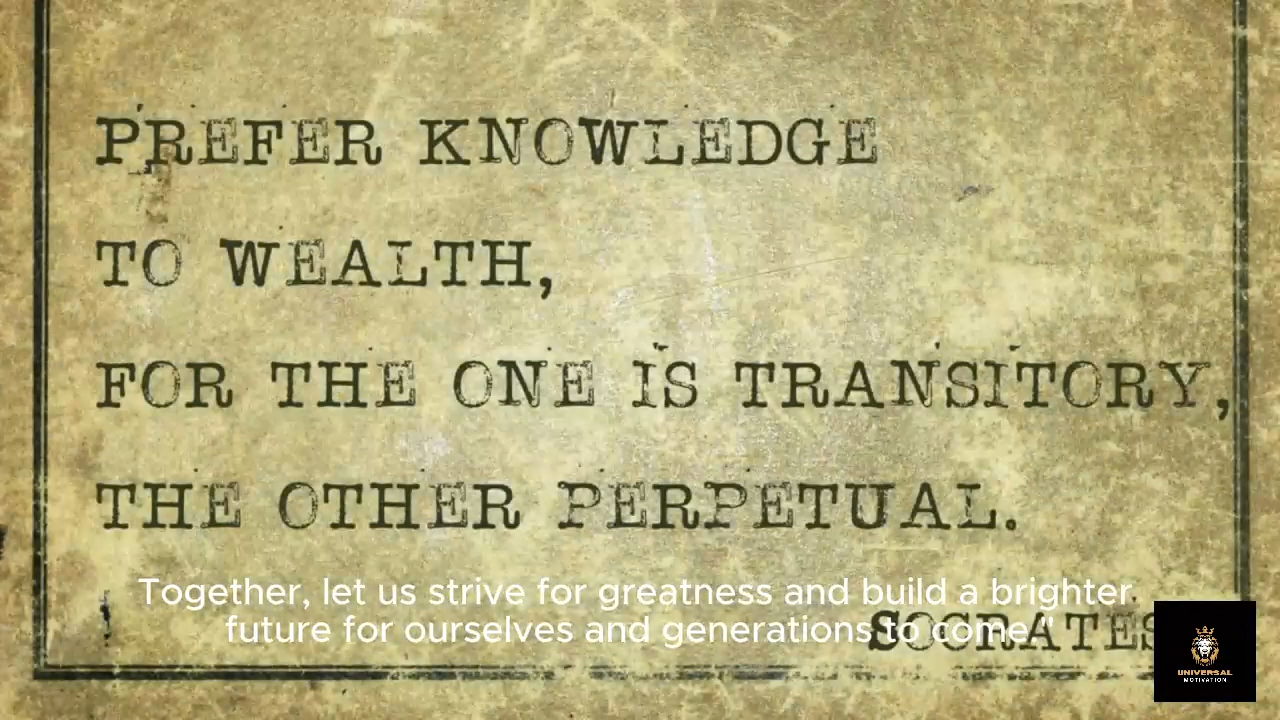 PREFER KNOWLEDGE
TO WEALTH,
FOR THE ONE IS TRANSITORY,
THE OTHER PERPETUAL.
Together, let us strive for greatness and build a brighter
future for ourselves and generations to come."
SOCRATES
UNIVERSAL
MOTIVATION